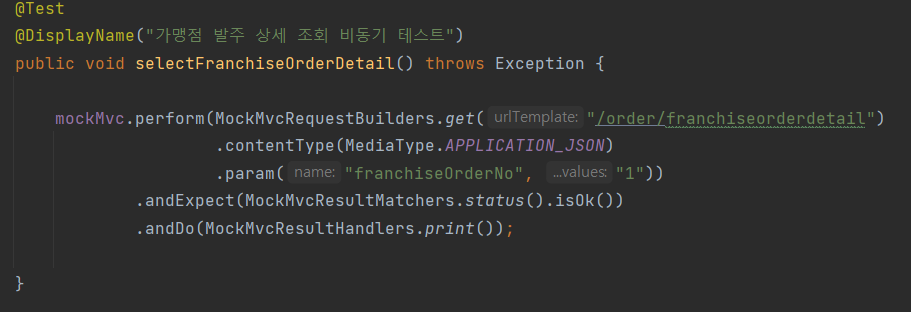 @Test
@DisplayName("가맹점 발주 상세 조회 비동기 테스트")
public void selectFranchiseOrderDetail() throws Exception {
mockMvc.perform(MockMvcRequestBuilders.get( urlTemplate: "/order/franchiseorderdetail")
.contentType(MediaType.APPLICATION_JSON)
.param( name: "franchiseOrderNo", ...values: "1"))
.andExpect(MockMvcResultMatchers.status().isOk())
.andDo(MockMvcResultHandlers.print());
}